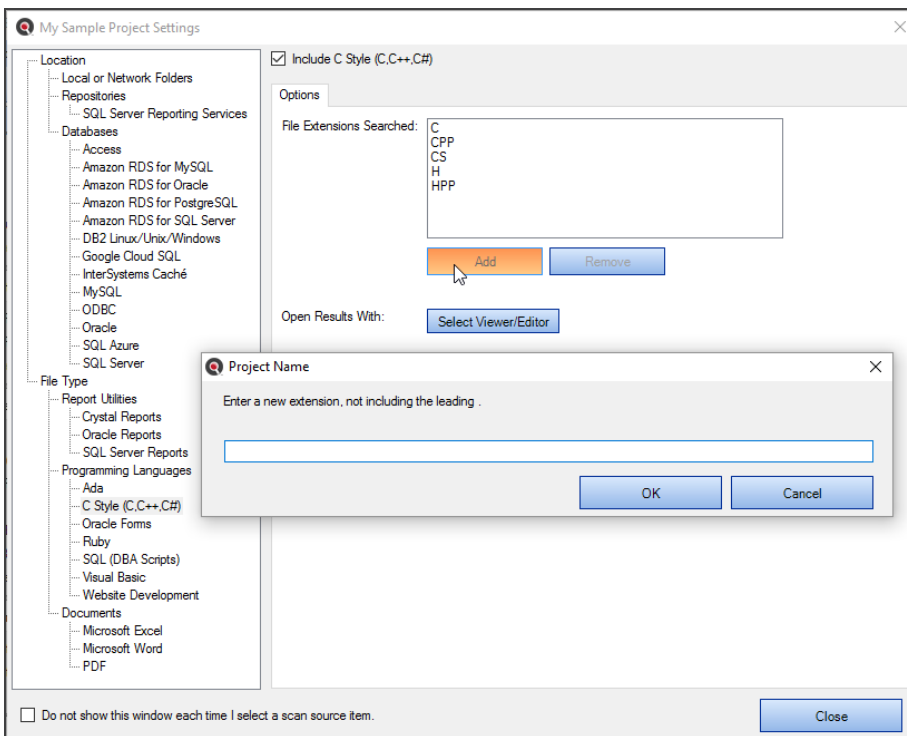 My Sample Project Settings
Location
Local or Network Folders
Repositories
SQL Server Reporting Services
Databases
Access
Amazon RDS for MySQL
Amazon RDS for Oracle
Amazon RDS for PostgreSQL
Amazon RDS for SQL Server
DB2 Linux/Unix/Windows
Google Cloud SQL
InterSystems Caché
MySQL
ODBC
Oracle
SQL Azure
SQL Server
File Type
Report Utilities
Crystal Reports
Oracle Reports
SQL Server Reports
Programming Languages
Ada
C Style (C,C++,C#)
Oracle Forms
Ruby
SQL (DBA Scripts)
Visual Basic
Website Development
Documents
Microsoft Excel
Microsoft Word
PDF
Include C Style (C,C++,C#)
Options
File Extensions Searched:
C
CPP
CS
H
HPP
Add
Remove
Open Results With:
Select Viewer/Editor
Project Name
Enter a new extension, not including the leading .
OK
Cancel
Do not show this window each time I select a scan source item.
Close